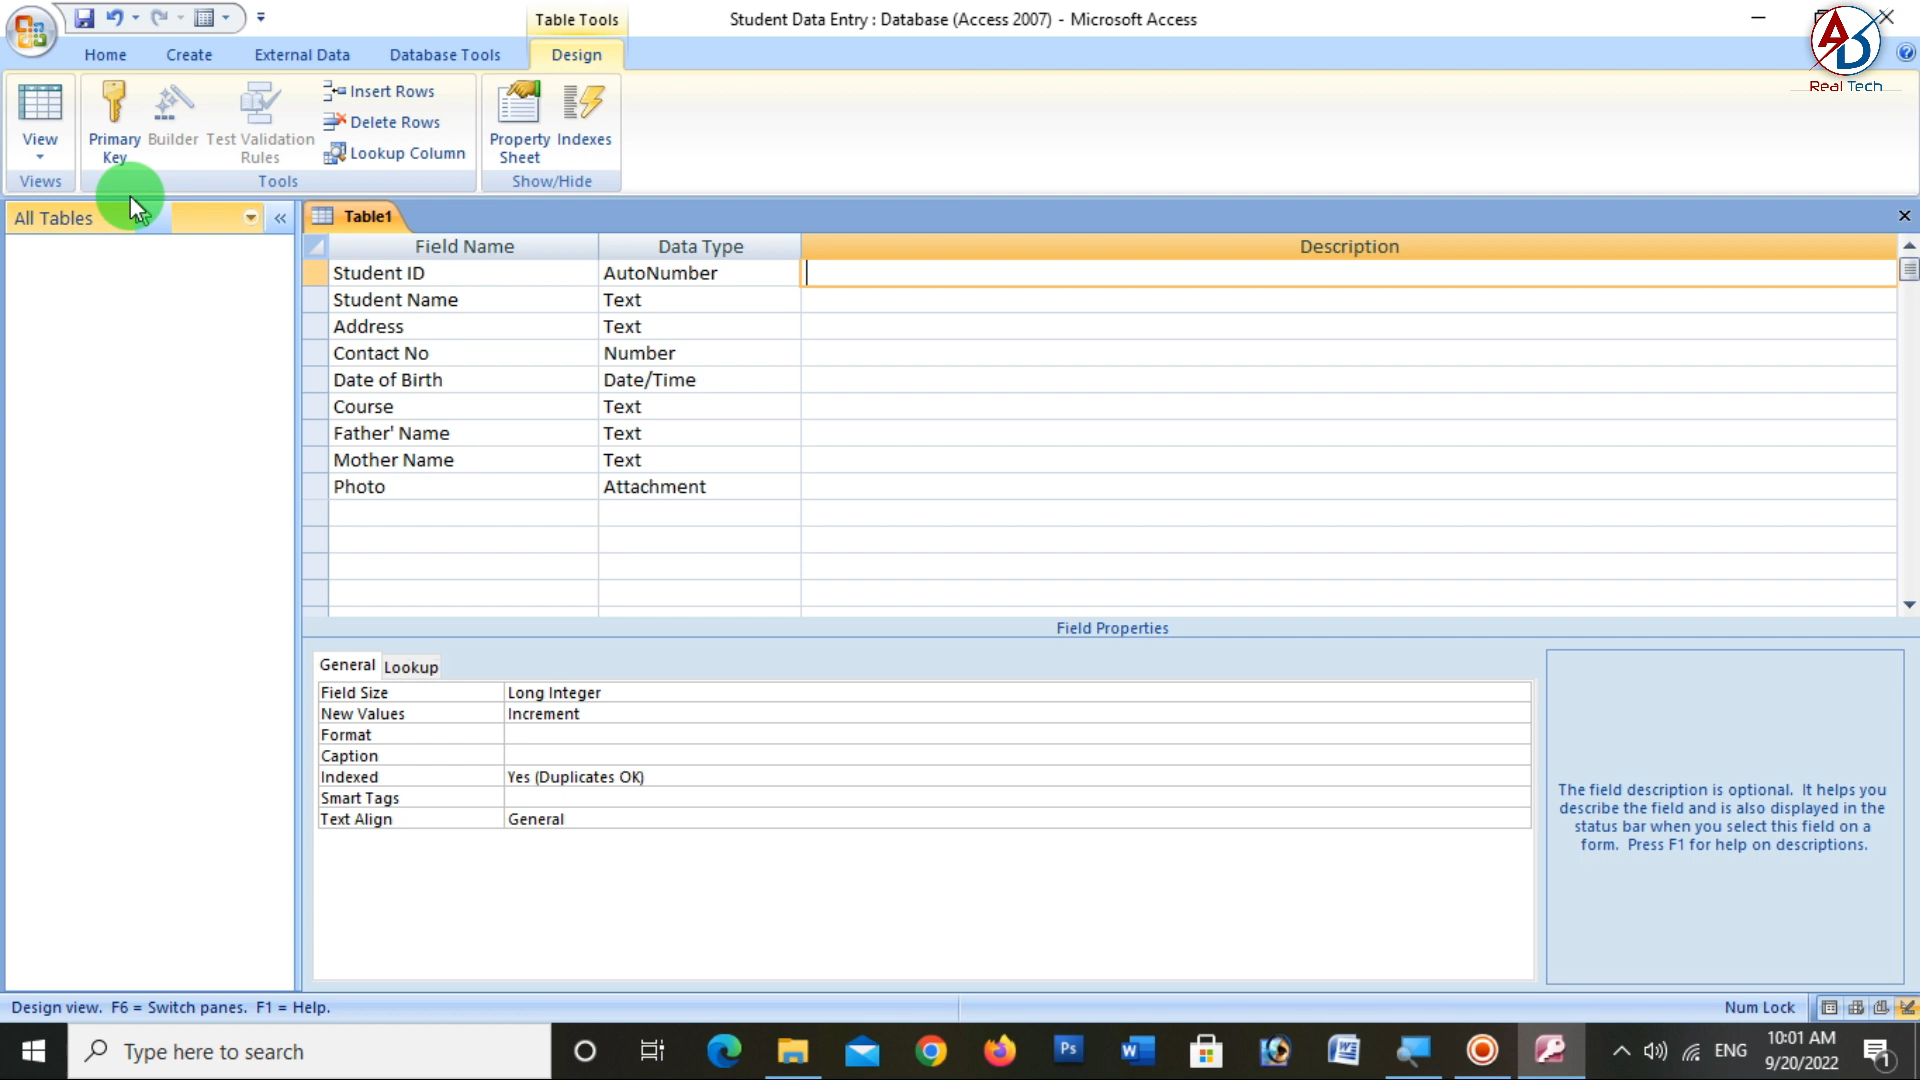 Table Tools
Student Data Entry : Database (Access 2007) - Microsoft Access
Home
Create
External Data
Database Tools
Design
Real Tech
View
Primary Key
Builder
Test Validation Rules
Insert Rows
Delete Rows
Lookup Column
Property Sheet
Indexes
Views
Tools
Show/Hide
All Tables
Table1
Field Name Data Type Description
Student ID AutoNumber
Student Name Text
Address Text
Contact No Number
Date of Birth Date/Time
Course Text
Father' Name Text
Mother Name Text
Photo Attachment
Field Properties
General Lookup
Field Size Long Integer
New Values Increment
Format
Caption
Indexed Yes (Duplicates OK)
Smart Tags
Text Align General
The field description is optional. It helps you
describe the field and is also displayed in the
status bar when you select this field on a
form. Press F1 for help on descriptions.
Design view. F6 = Switch panes. F1 = Help.
Num Lock
Type here to search
Ps
W
ENG
10:01 AM
9/20/2022
1